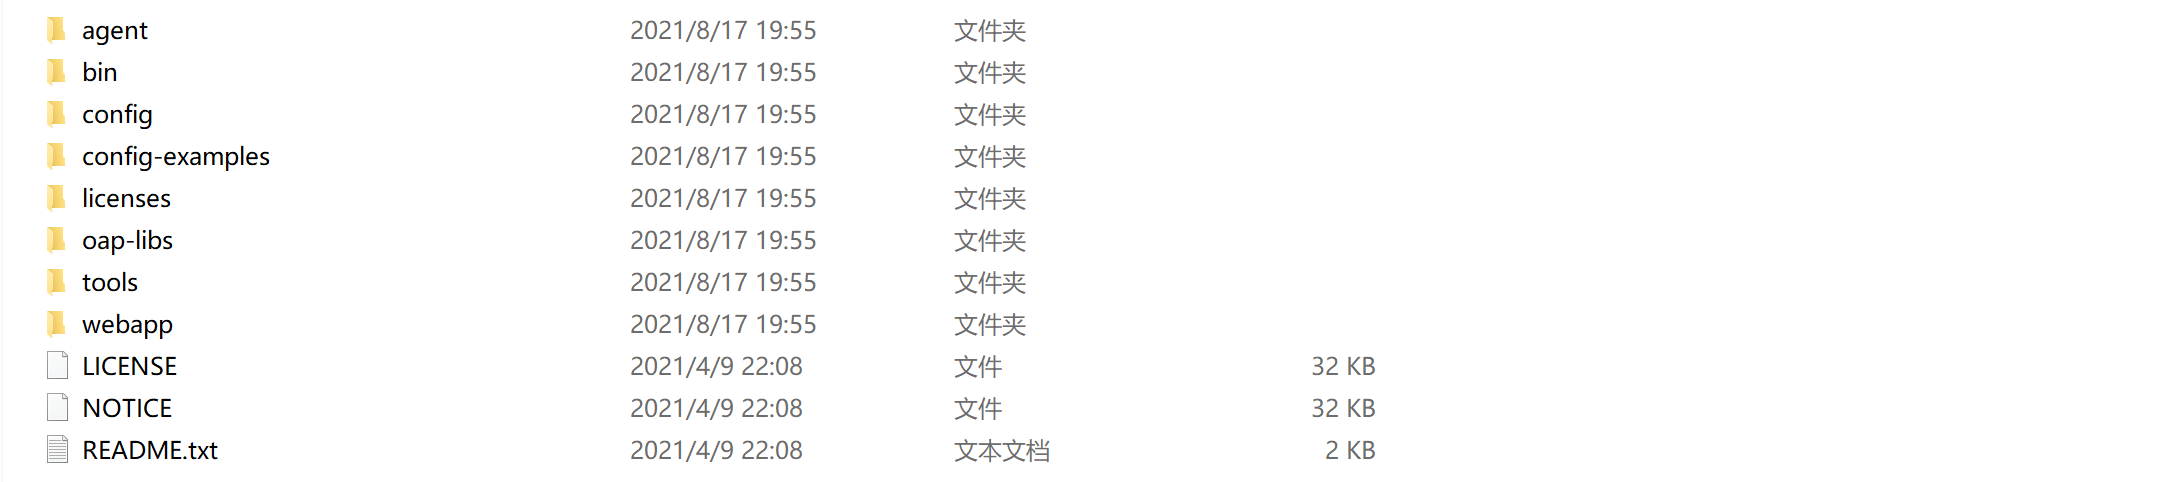 agent 2021/8/17 19:55 文件夹
bin 2021/8/17 19:55 文件夹
config 2021/8/17 19:55 文件夹
config-examples 2021/8/17 19:55 文件夹
licenses 2021/8/17 19:55 文件夹
oap-libs 2021/8/17 19:55 文件夹
tools 2021/8/17 19:55 文件夹
webapp 2021/8/17 19:55 文件夹
LICENSE 2021/4/9 22:08 文件 32 KB
NOTICE 2021/4/9 22:08 文件 32 KB
README.txt 2021/4/9 22:08 文本文档 2 KB